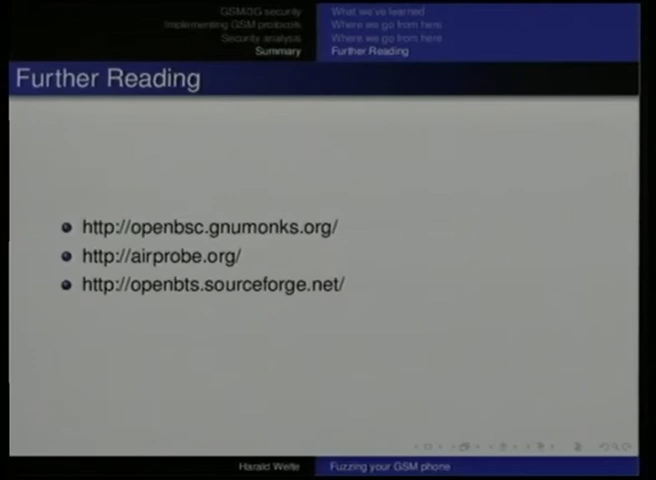 GSM/3G security
Implementing GSM protocols
Security analysis
Summary
What we've learned
Where we go from here
Where we go from here
Further Reading
Further Reading
http://openbsc.gnumonks.org/
http://airprobe.org/
http://openbts.sourceforge.net/
Harald Welte
Fuzzing your GSM phone